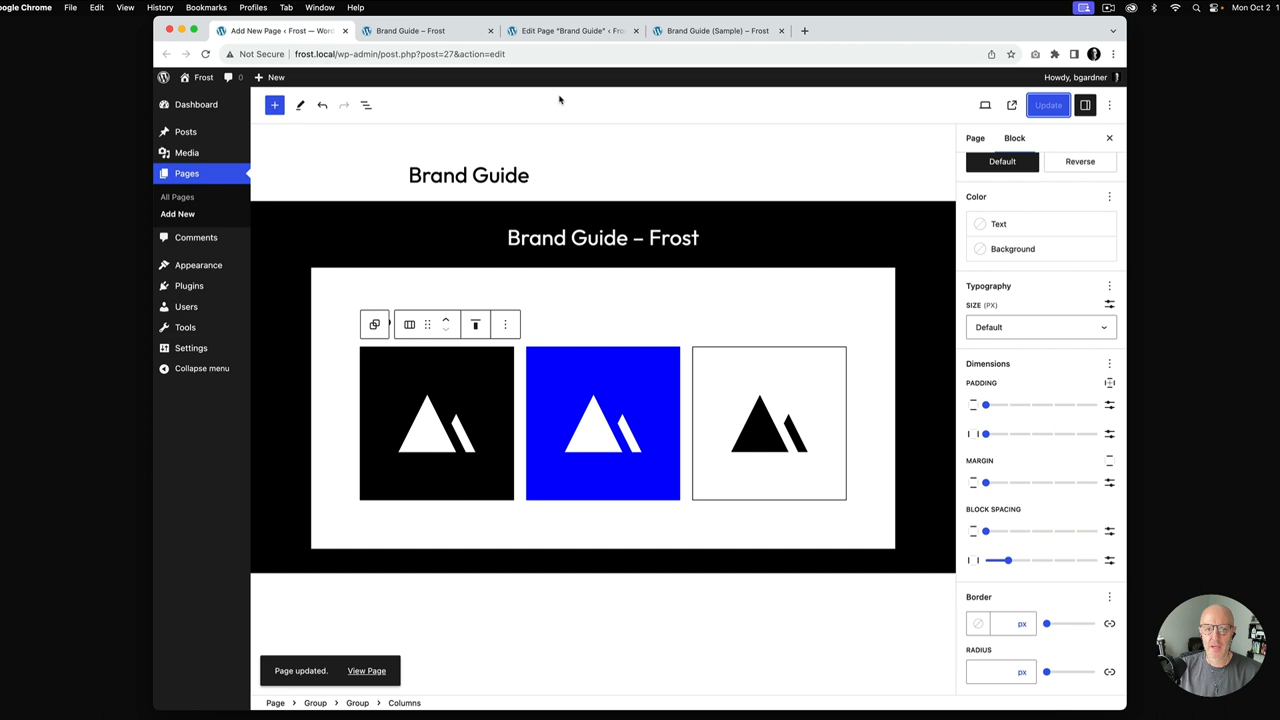 Google Chrome File Edit View History Bookmarks Profiles Tab Window Help Mon Oct 2
Add New Page ‹ Frost — Word
Brand Guide – Frost
Edit Page "Brand Guide" ‹ Fro
Brand Guide (Sample) – Frost
Not Secure frost.local/wp-admin/post.php?post=27&action=edit
Frost 0 New Howdy, bgardner
Dashboard
Posts
Media
Pages
All Pages
Add New
Comments
Appearance
Plugins
Users
Tools
Settings
Collapse menu
Update
Brand Guide
Brand Guide – Frost
Page updated. View Page
Page Group Group Columns
Page Block
Default Reverse
Color
Text
Background
Typography
SIZE (PX)
Default
Dimensions
PADDING
MARGIN
BLOCK SPACING
Border
px
RADIUS
px